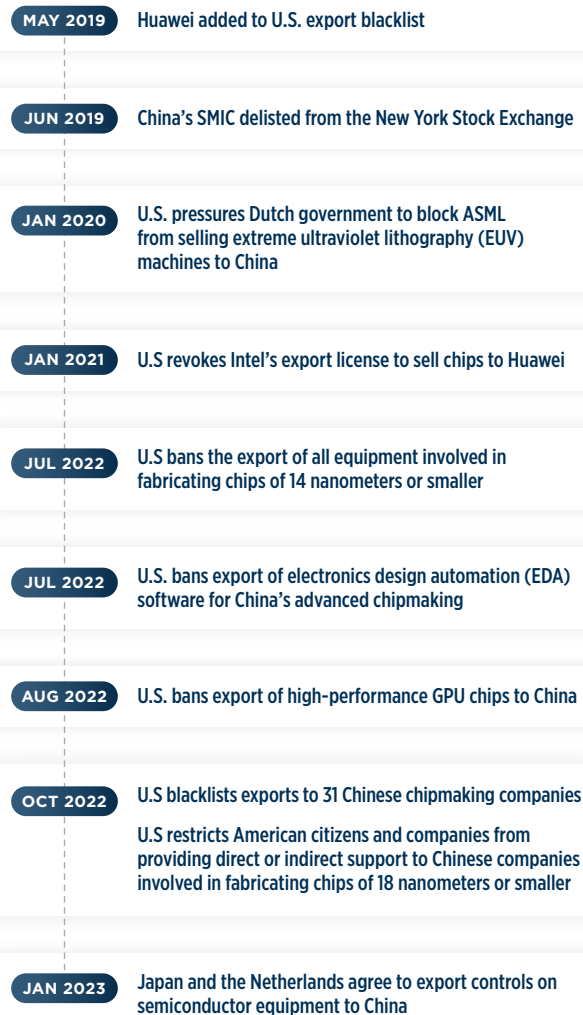 MAY 2019
Huawei added to U.S. export blacklist
JUN 2019
China’s SMIC delisted from the New York Stock Exchange
JAN 2020
U.S. pressures Dutch government to block ASML
from selling extreme ultraviolet lithography (EUV)
machines to China
JAN 2021
U.S revokes Intel’s export license to sell chips to Huawei
JUL 2022
U.S bans the export of all equipment involved in
fabricating chips of 14 nanometers or smaller
JUL 2022
U.S. bans export of electronics design automation (EDA)
software for China’s advanced chipmaking
AUG 2022
U.S. bans export of high-performance GPU chips to China
OCT 2022
U.S blacklists exports to 31 Chinese chipmaking companies
U.S restricts American citizens and companies from
providing direct or indirect support to Chinese companies
involved in fabricating chips of 18 nanometers or smaller
JAN 2023
Japan and the Netherlands agree to export controls on
semiconductor equipment to China